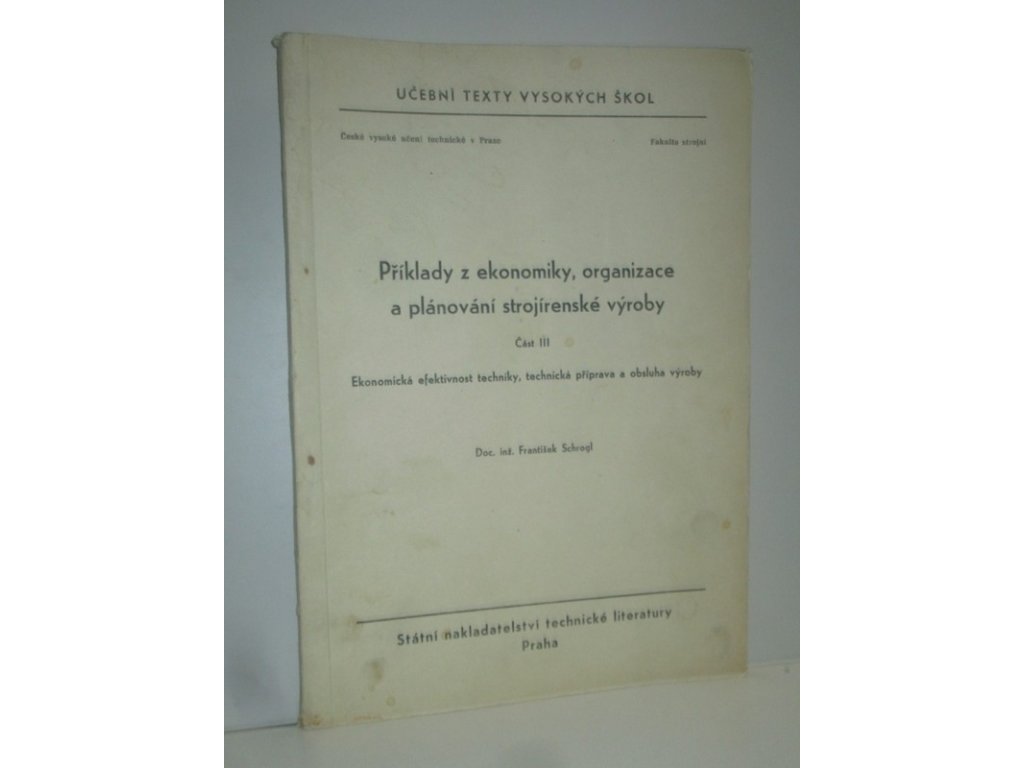 UČEBNÍ TEXTY VYSOKÝCH ŠKOL
České vysoké učení technické v Praze
Fakulta strojní
Příklady z ekonomiky, organizace
a plánování strojírenské výroby
Část III
Ekonomická efektivnost techniky, technická příprava a obsluha výroby
Doc. inž. František Schrogl
Státní nakladatelství technické literatury
Praha